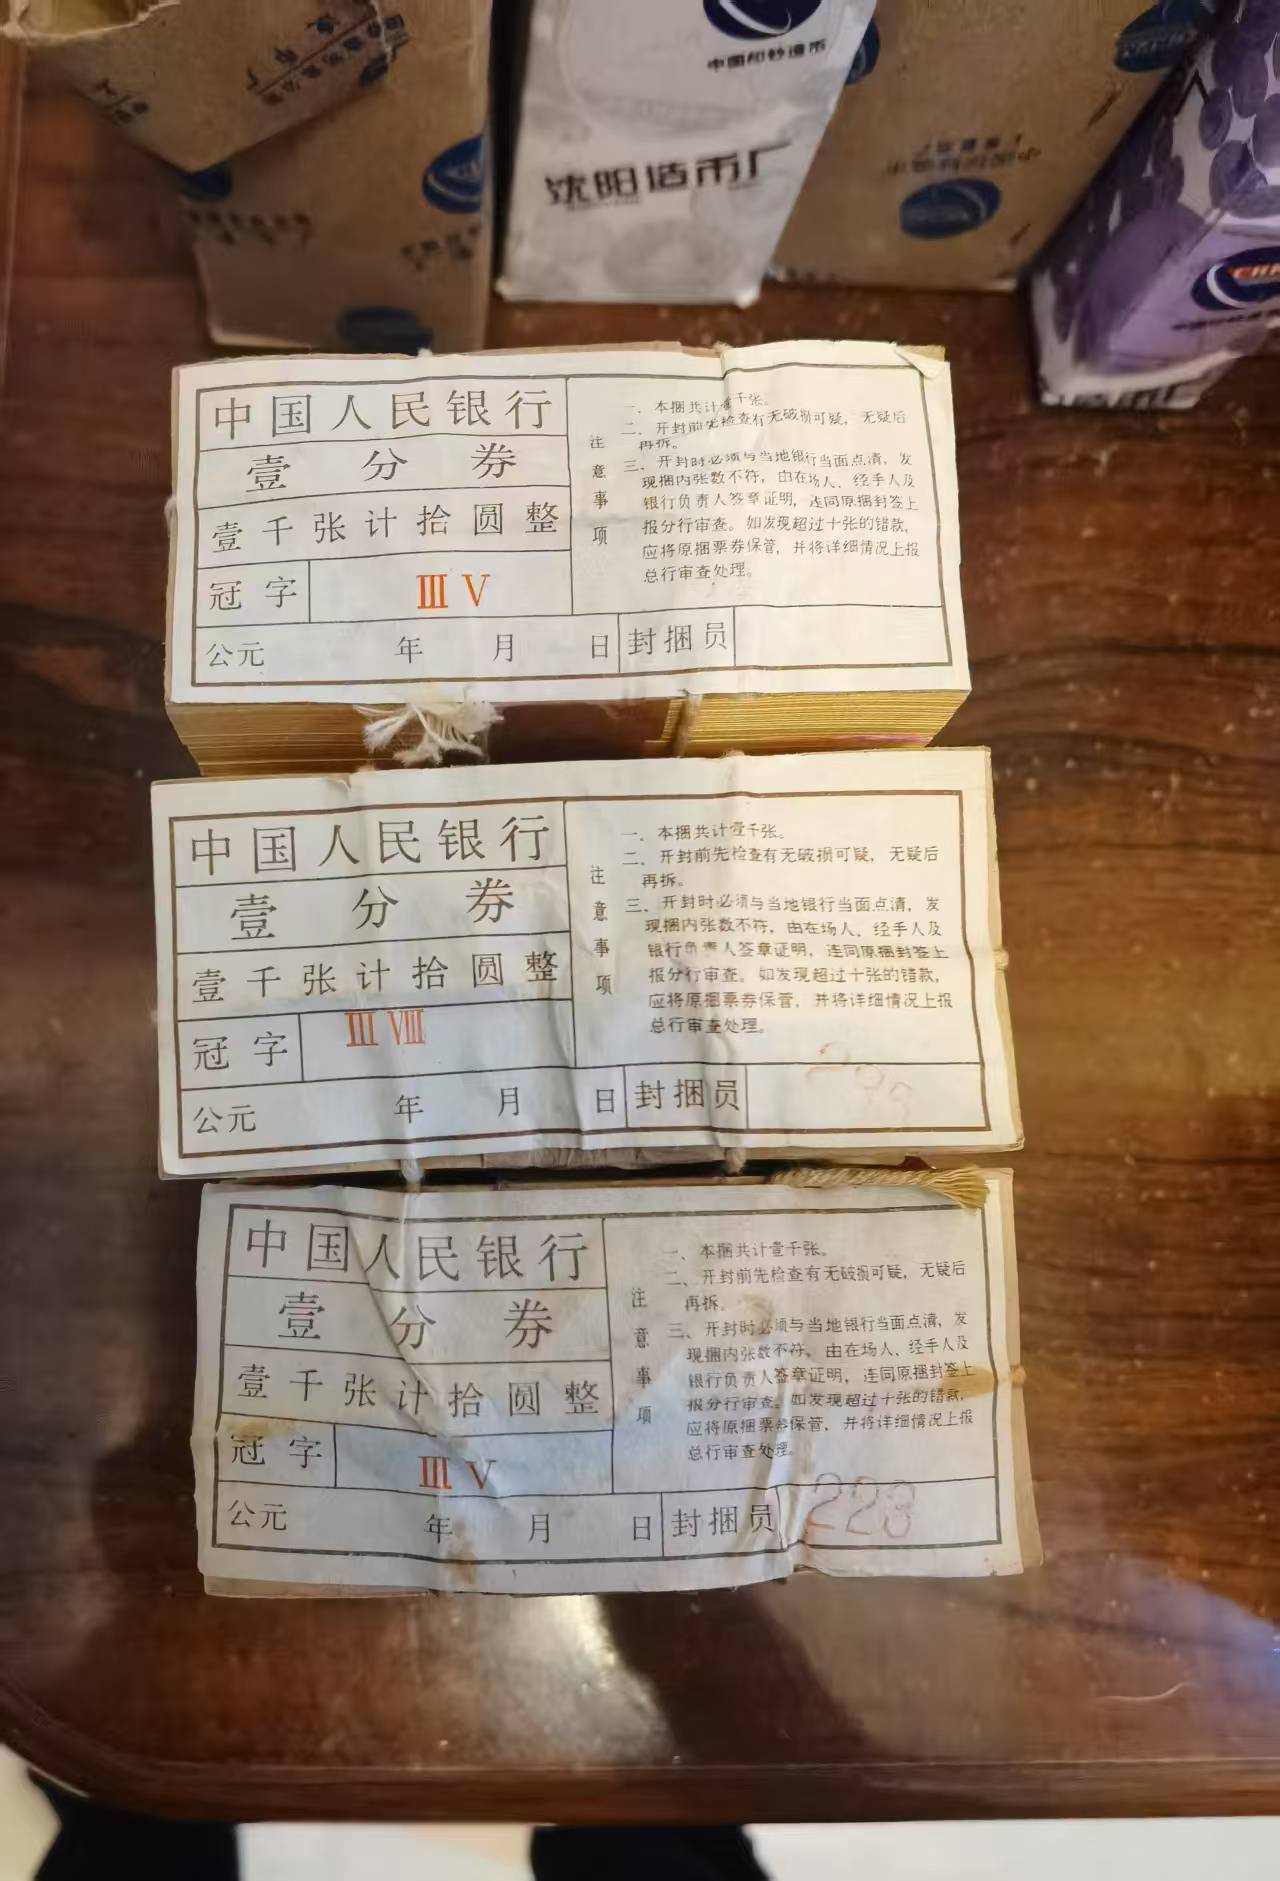 中国印钞造币
沈阳造币厂
中国人民银行
壹分券
壹千张计拾圆整
冠字 Ⅲ Ⅴ
公元 年 月 日 封捆员
注意事项
一、本捆共计壹千张。
二、开封前先检查有无破损可疑，无疑后
再拆。
三、开封时必须与当地银行当面点清，发
现捆内张数不符，由在场人、经手人及
银行负责人签章证明，连同原捆封签上
报分行审查。如发现超过十张的错款，
应将原捆票券保管，并将详细情况上报
总行审查处理。
中国人民银行
壹分券
壹千张计拾圆整
冠字 Ⅲ Ⅷ
公元 年 月 日 封捆员
注意事项
一、本捆共计壹千张。
二、开封前先检查有无破损可疑，无疑后
再拆。
三、开封时必须与当地银行当面点清，发
现捆内张数不符，由在场人、经手人及
银行负责人签章证明，连同原捆封签上
报分行审查。如发现超过十张的错款，
应将原捆票券保管，并将详细情况上报
总行审查处理。
中国人民银行
壹分券
壹千张计拾圆整
冠字 Ⅲ Ⅴ
公元 年 月 日 封捆员 223
注意事项
一、本捆共计壹千张。
二、开封前先检查有无破损可疑，无疑后
再拆。
三、开封时必须与当地银行当面点清，发
现捆内张数不符，由在场人、经手人及
银行负责人签章证明，连同原捆封签上
报分行审查。如发现超过十张的错款，
应将原捆票券保管，并将详细情况上报
总行审查处理。